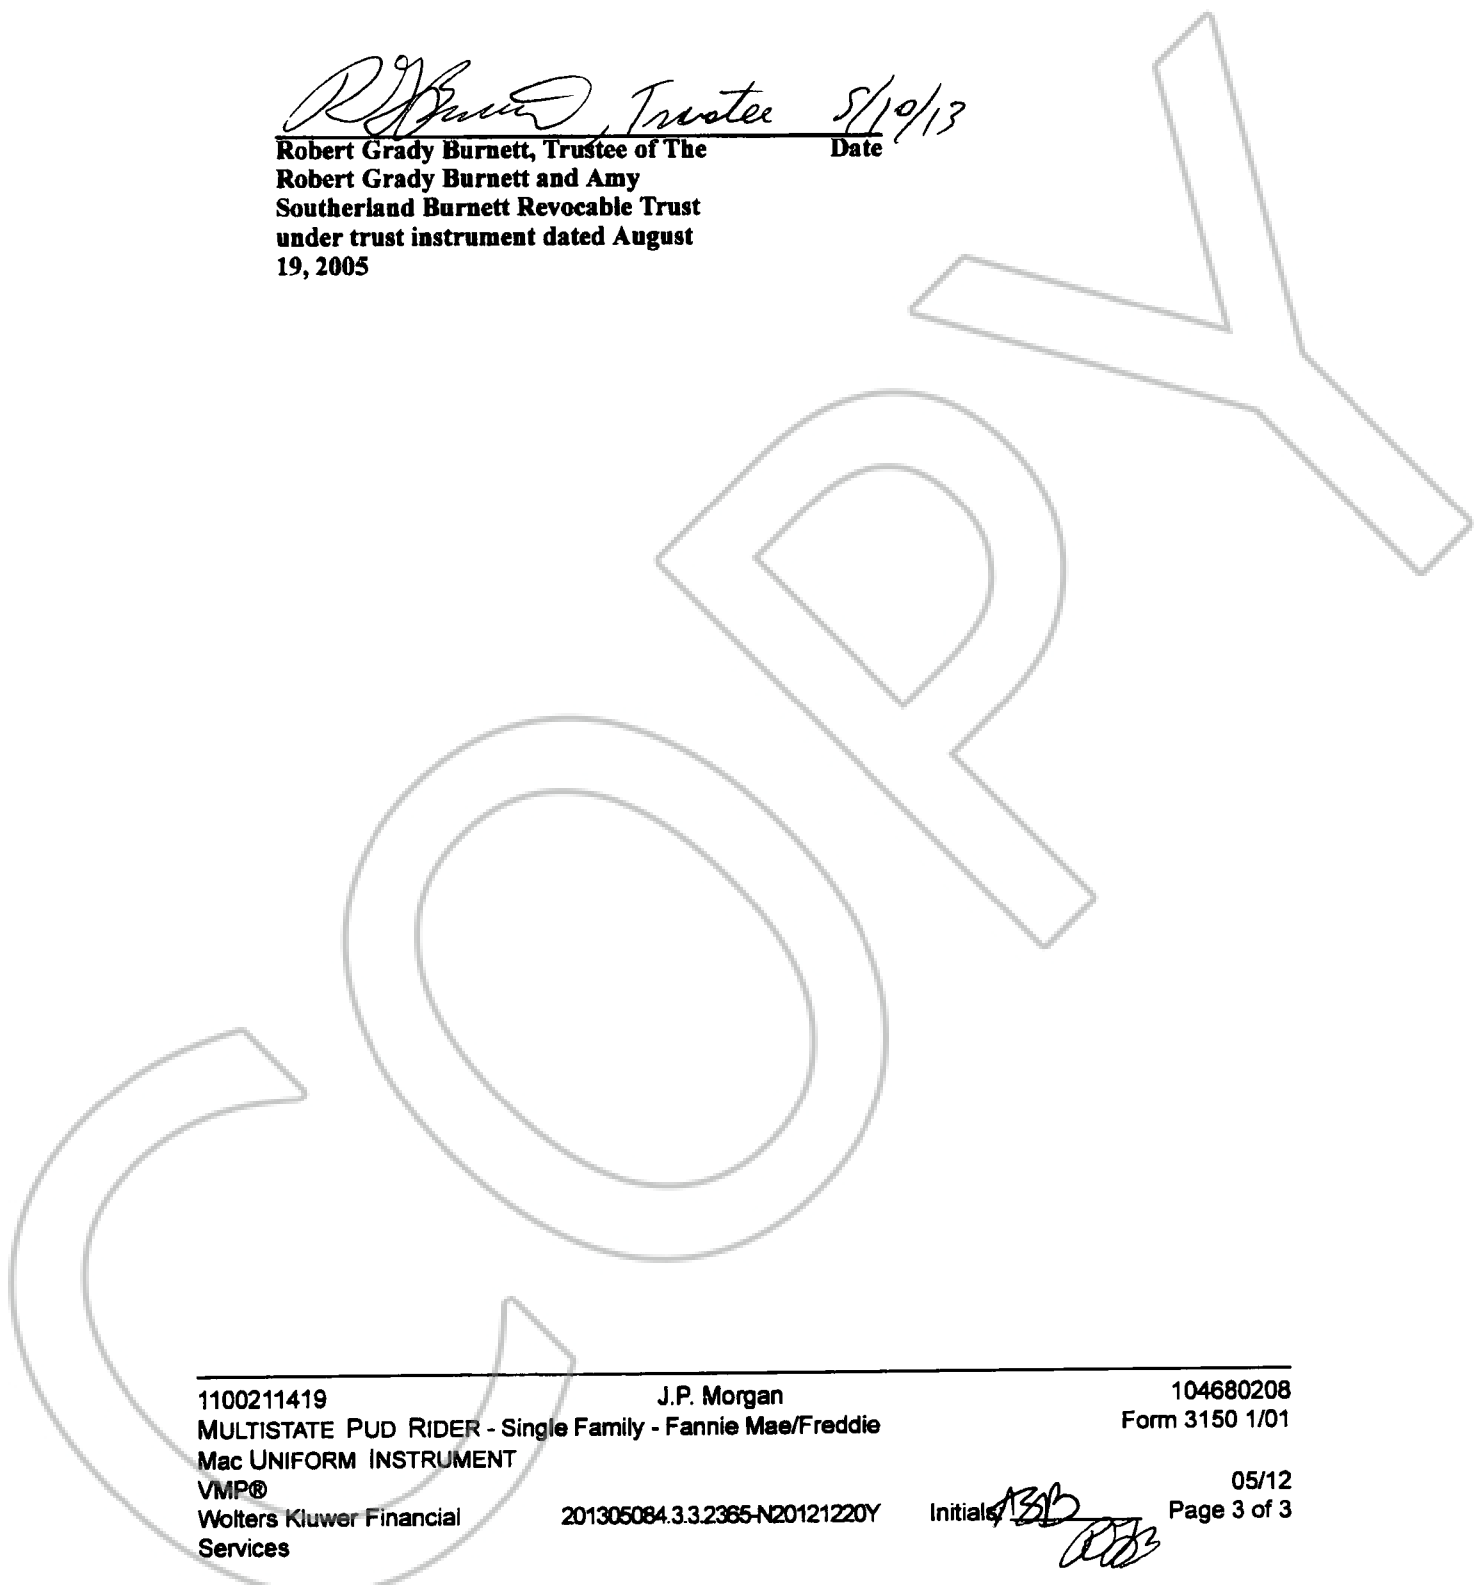 RGBurnett, Trustee 5/10/13
Robert Grady Burnett, Trustee of The Date
Robert Grady Burnett and Amy
Southerland Burnett Revocable Trust
under trust instrument dated August
19, 2005
COPY
1100211419 J.P. Morgan 104680208
MULTISTATE PUD RIDER - Single Family - Fannie Mae/Freddie Form 3150 1/01
Mac UNIFORM INSTRUMENT
VMP® 05/12
Wolters Kluwer Financial 201305084.3.3.2365-N20121220Y Initials: Page 3 of 3
Services